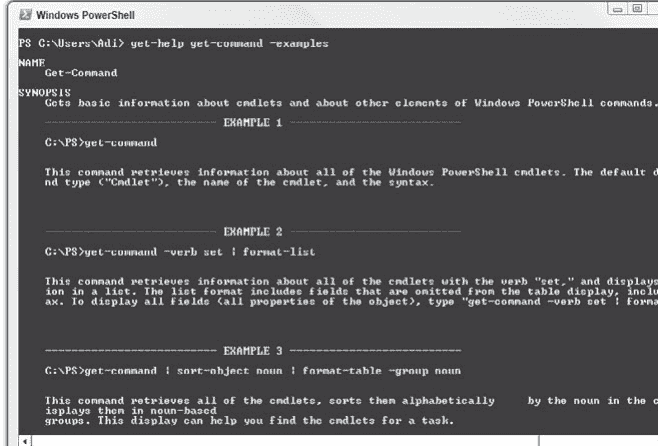 Windows PowerShell
PS C:\Users\Adi> get-help get-command -examples
NAME
Get-Command
SYNOPSIS
Gets basic information about cmdlets and about other elements of Windows PowerShell commands.
-------------------------- EXAMPLE 1 --------------------------
C:\PS>get-command
This command retrieves information about all of the Windows PowerShell cmdlets. The default d
nd type ("Cmdlet"), the name of the cmdlet, and the syntax.
-------------------------- EXAMPLE 2 --------------------------
C:\PS>get-command -verb set | format-list
This command retrieves information about all of the cmdlets with the verb "set," and displays
ion in a list. The list format includes fields that are omitted from the table display, inclu
ax. To display all fields (all properties of the object), type "get-command -verb set | forma
-------------------------- EXAMPLE 3 --------------------------
C:\PS>get-command | sort-object noun | format-table -group noun
This command retrieves all of the cmdlets, sorts them alphabetically by the noun in the c
isplays them in noun-based
groups. This display can help you find the cmdlets for a task.